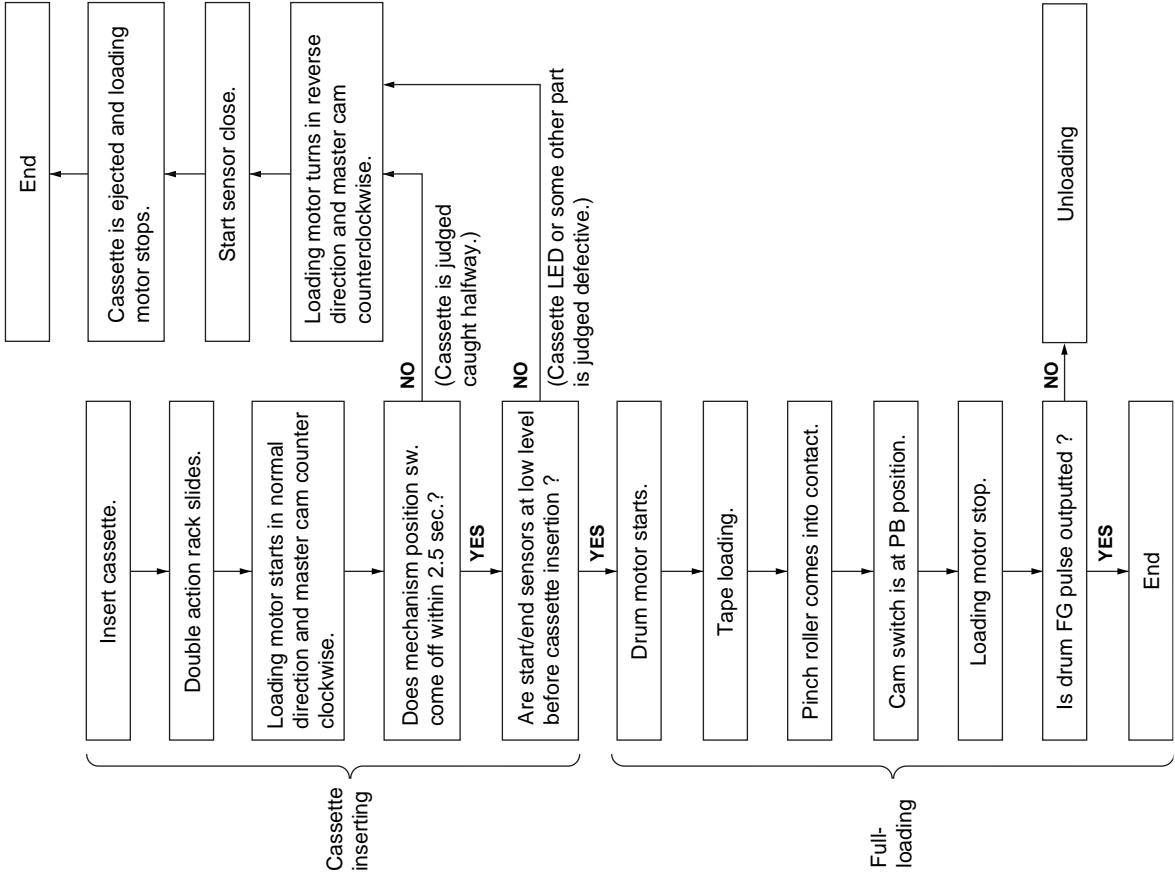 Cassette
inserting
Insert cassette.
Double action rack slides.
Loading motor starts in normal
direction and master cam counter
clockwise.
Does mechanism position sw.
come off within 2.5 sec.?
NO
(Cassette is judged
caught halfway.)
YES
Are start/end sensors at low level
before cassette insertion ?
NO
(Cassette LED or some other part
is judged defective.)
YES
Loading motor turns in reverse
direction and master cam
counterclockwise.
Start sensor close.
Cassette is ejected and loading
motor stops.
End
Full-
loading
Drum motor starts.
Tape loading.
Pinch roller comes into contact.
Cam switch is at PB position.
Loading motor stop.
Is drum FG pulse outputted ?
NO
Unloading
YES
End